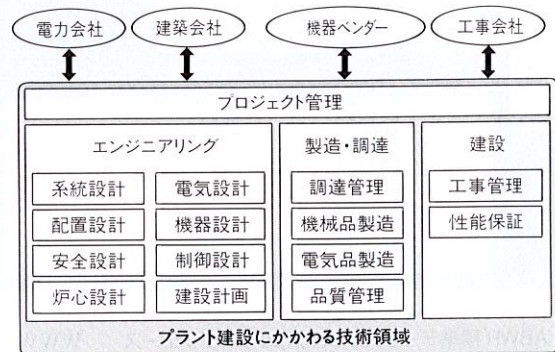 電力会社 建築会社 機器ベンダー 工事会社
プロジェクト管理
エンジニアリング 製造・調達 建設
系統設計 電気設計 調達管理 工事管理
配置設計 機器設計 機械品製造 性能保証
安全設計 制御設計 電気品製造
炉心設計 建設計画 品質管理
プラント建設にかかわる技術領域